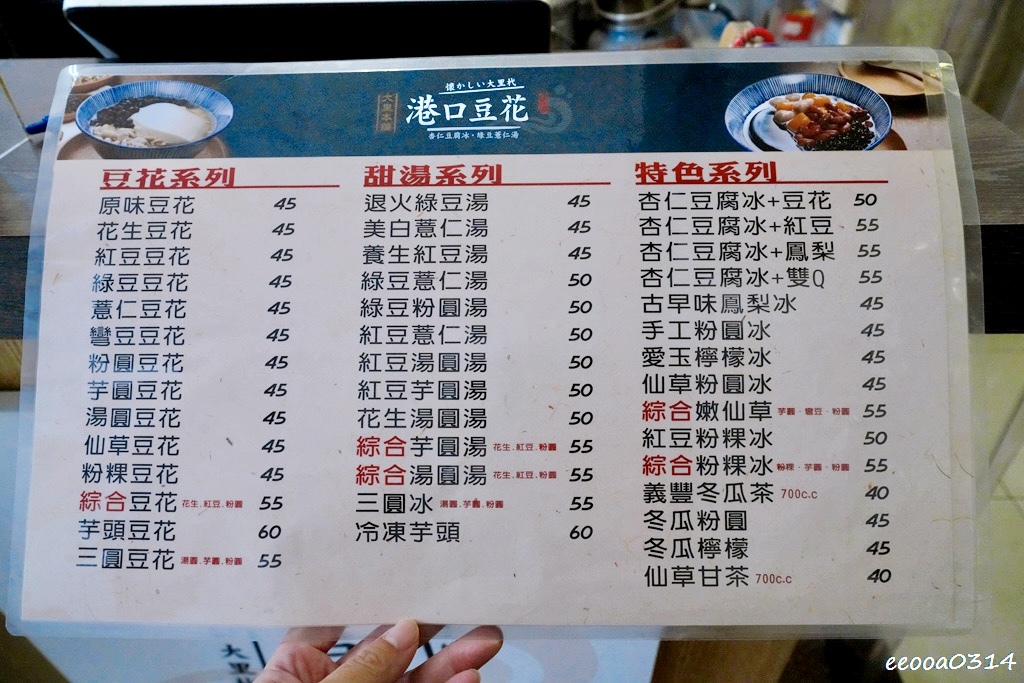 懐かしい大里代
大里本舖
港口豆花
杏仁豆腐冰·綠豆薏仁湯
豆花系列
原味豆花 45
花生豆花 45
紅豆豆花 45
綠豆豆花 45
薏仁豆花 45
彎豆豆花 45
粉圓豆花 45
芋圓豆花 45
湯圓豆花 45
仙草豆花 45
粉粿豆花 45
綜合豆花 花生.紅豆.粉圓 55
芋頭豆花 60
三圓豆花 湯圓.芋圓.粉圓 55
甜湯系列
退火綠豆湯 45
美白薏仁湯 45
養生紅豆湯 45
綠豆薏仁湯 50
綠豆粉圓湯 50
紅豆薏仁湯 50
紅豆湯圓湯 50
紅豆芋圓湯 50
花生湯圓湯 50
綜合芋圓湯 花生.紅豆.粉圓 55
綜合湯圓湯 花生.紅豆.粉圓 55
三圓冰 湯圓.芋圓.粉圓 55
冷凍芋頭 60
特色系列
杏仁豆腐冰+豆花 50
杏仁豆腐冰+紅豆 55
杏仁豆腐冰+鳳梨 55
杏仁豆腐冰+雙Q 55
古早味鳳梨冰 45
手工粉圓冰 45
愛玉檸檬冰 45
仙草粉圓冰 45
綜合嫩仙草 芋圓·彎豆·粉圓 55
紅豆粉粿冰 50
綜合粉粿冰 粉粿·芋圓·粉圓 55
義豐冬瓜茶 700c.c 40
冬瓜粉圓 45
冬瓜檸檬 45
仙草甘茶 700c.c 40
大里
eeooa0314